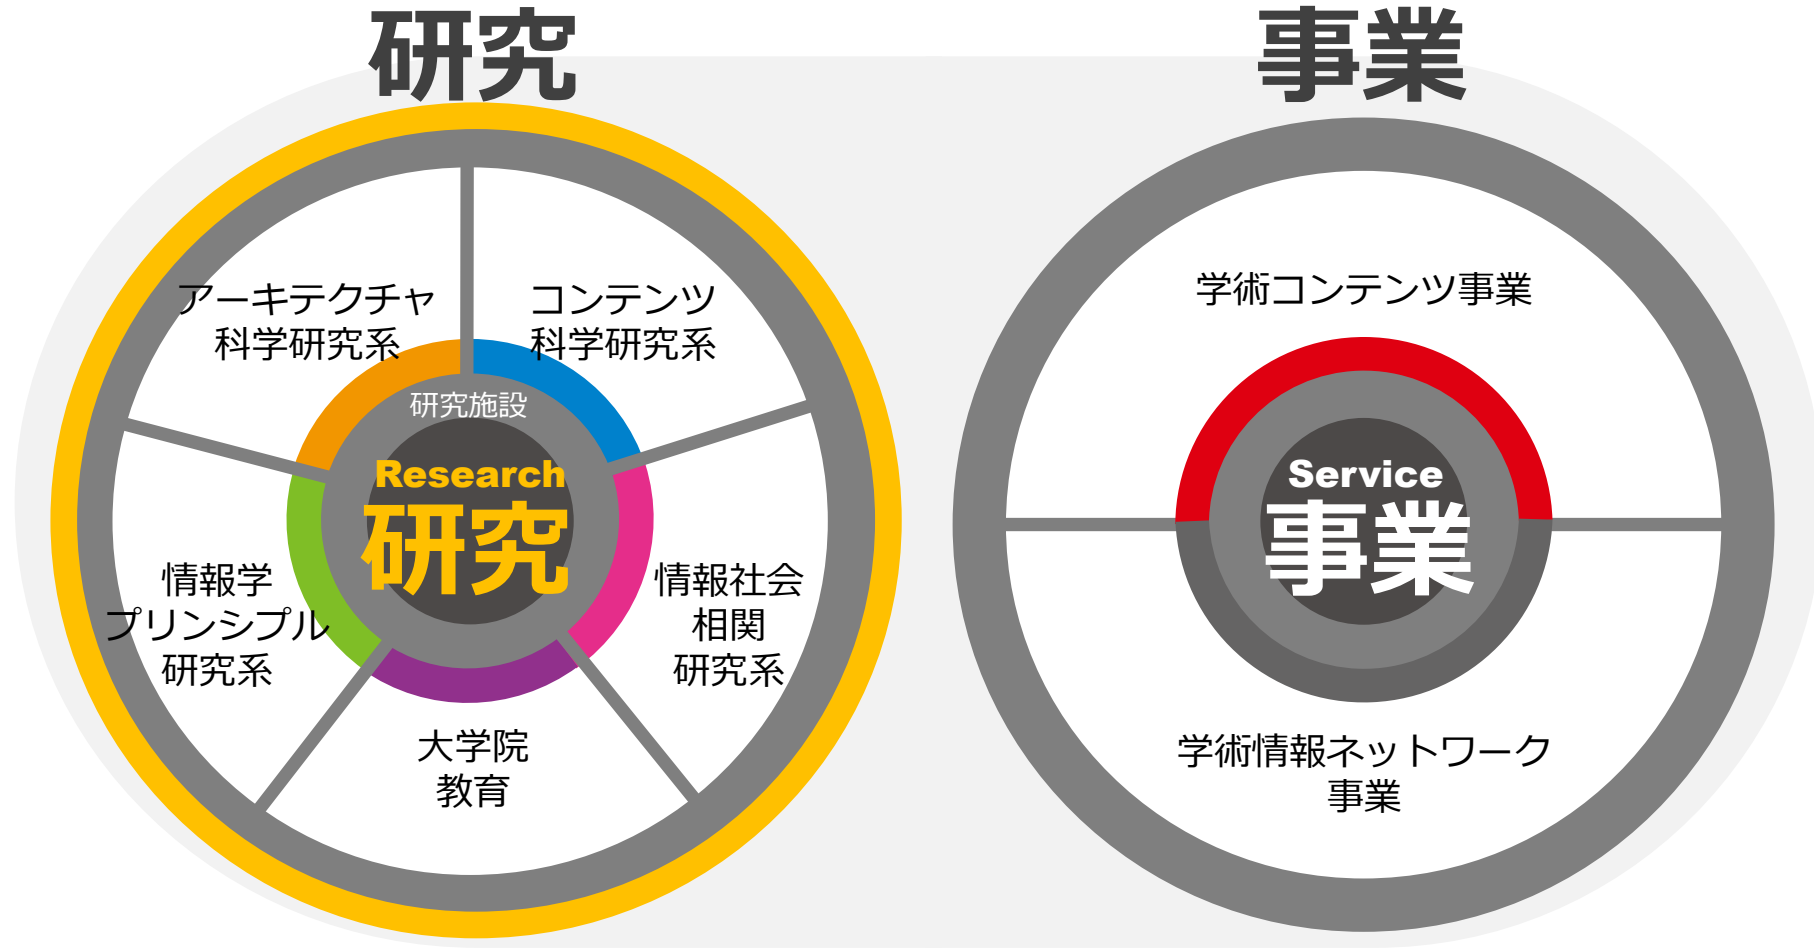 研究
事業
アーキテクチャ
科学研究系
コンテンツ
科学研究系
研究施設
Research
研究
情報学
プリンシプル
研究系
情報社会
相関
研究系
大学院
教育
学術コンテンツ事業
Service
事業
学術情報ネットワーク
事業